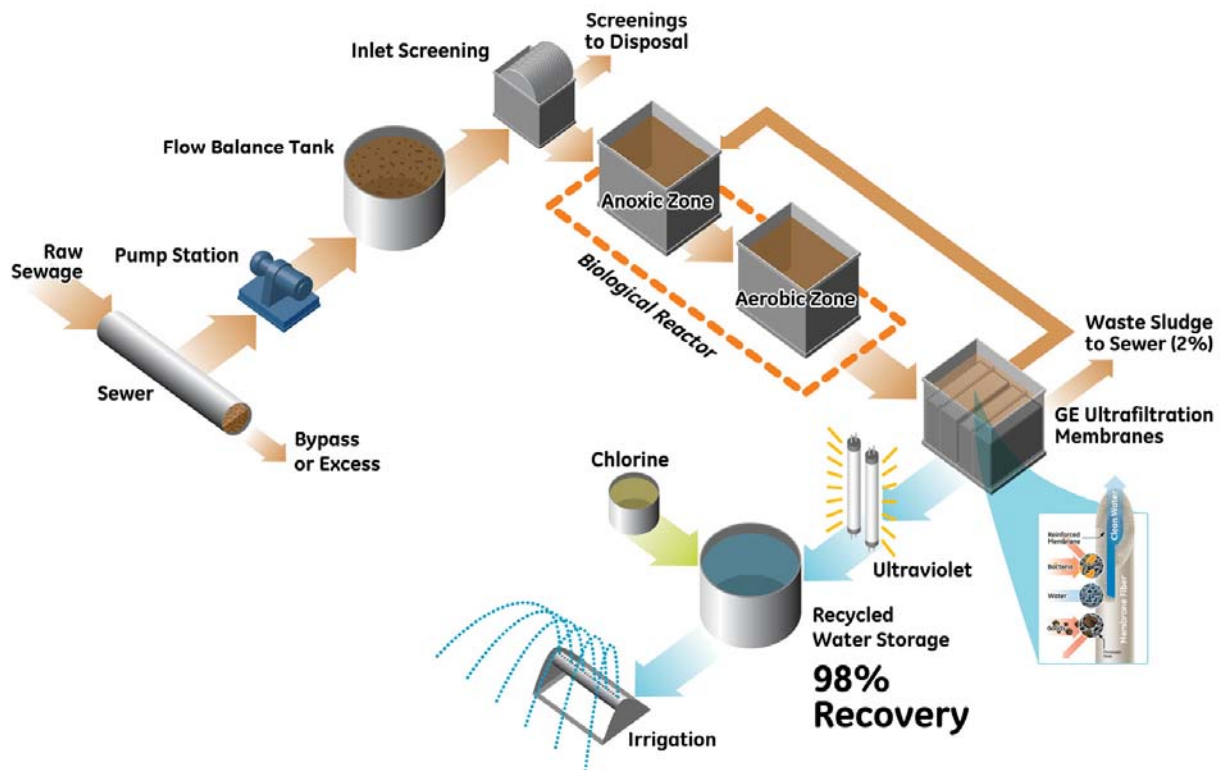 Raw
Sewage
Sewer
Bypass
or Excess
Pump Station
Flow Balance Tank
Inlet Screening
Screenings
to Disposal
Anoxic Zone
Aerobic Zone
Biological Reactor
Waste Sludge
to Sewer (2%)
GE Ultrafiltration
Membranes
Clean Water
Reinforced
Membrane
Bacteria
Water
Membrane Fiber
Ultraviolet
Chlorine
Recycled
Water Storage
98%
Recovery
Irrigation